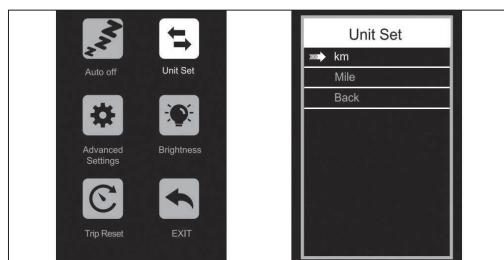 Auto off
Unit Set
Advanced
Settings
Brightness
Trip Reset
EXIT
Unit Set
km
Mile
Back